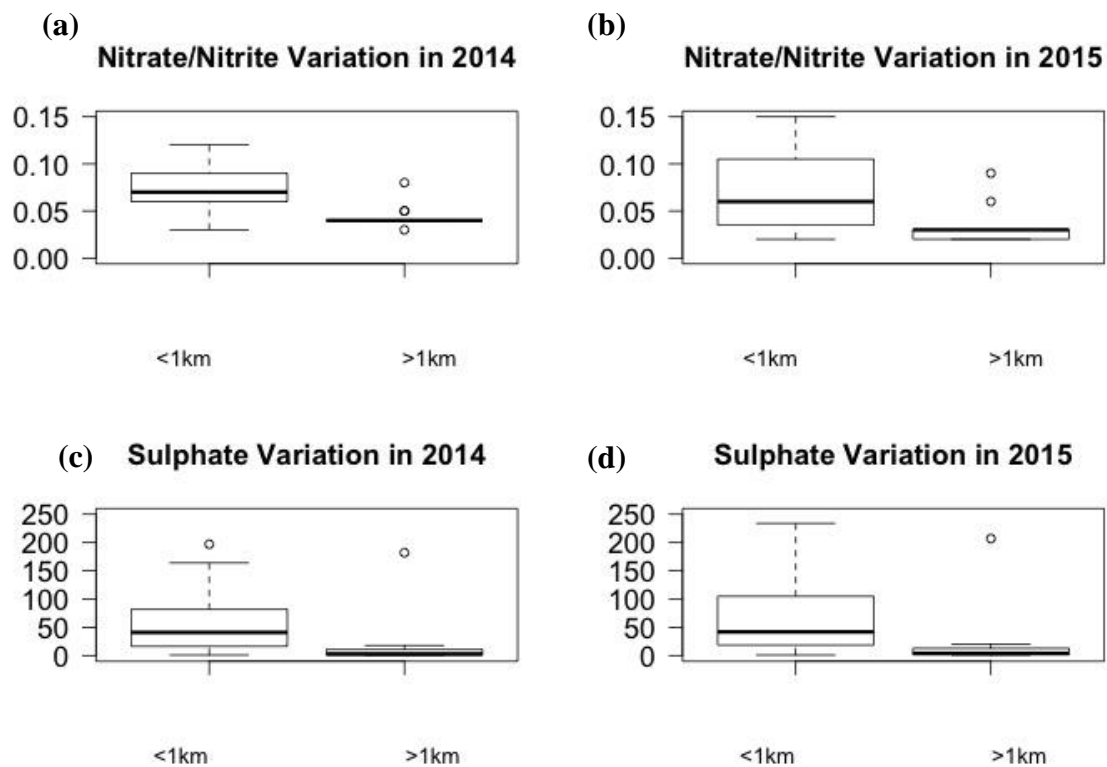 (a)
Nitrate/Nitrite Variation in 2014
0.15
0.10
0.05
0.00
<1km >1km
(b)
Nitrate/Nitrite Variation in 2015
0.15
0.10
0.05
0.00
<1km >1km
(c) Sulphate Variation in 2014
250
200
150
100
50
0
<1km >1km
(d) Sulphate Variation in 2015
250
200
150
100
50
0
<1km >1km